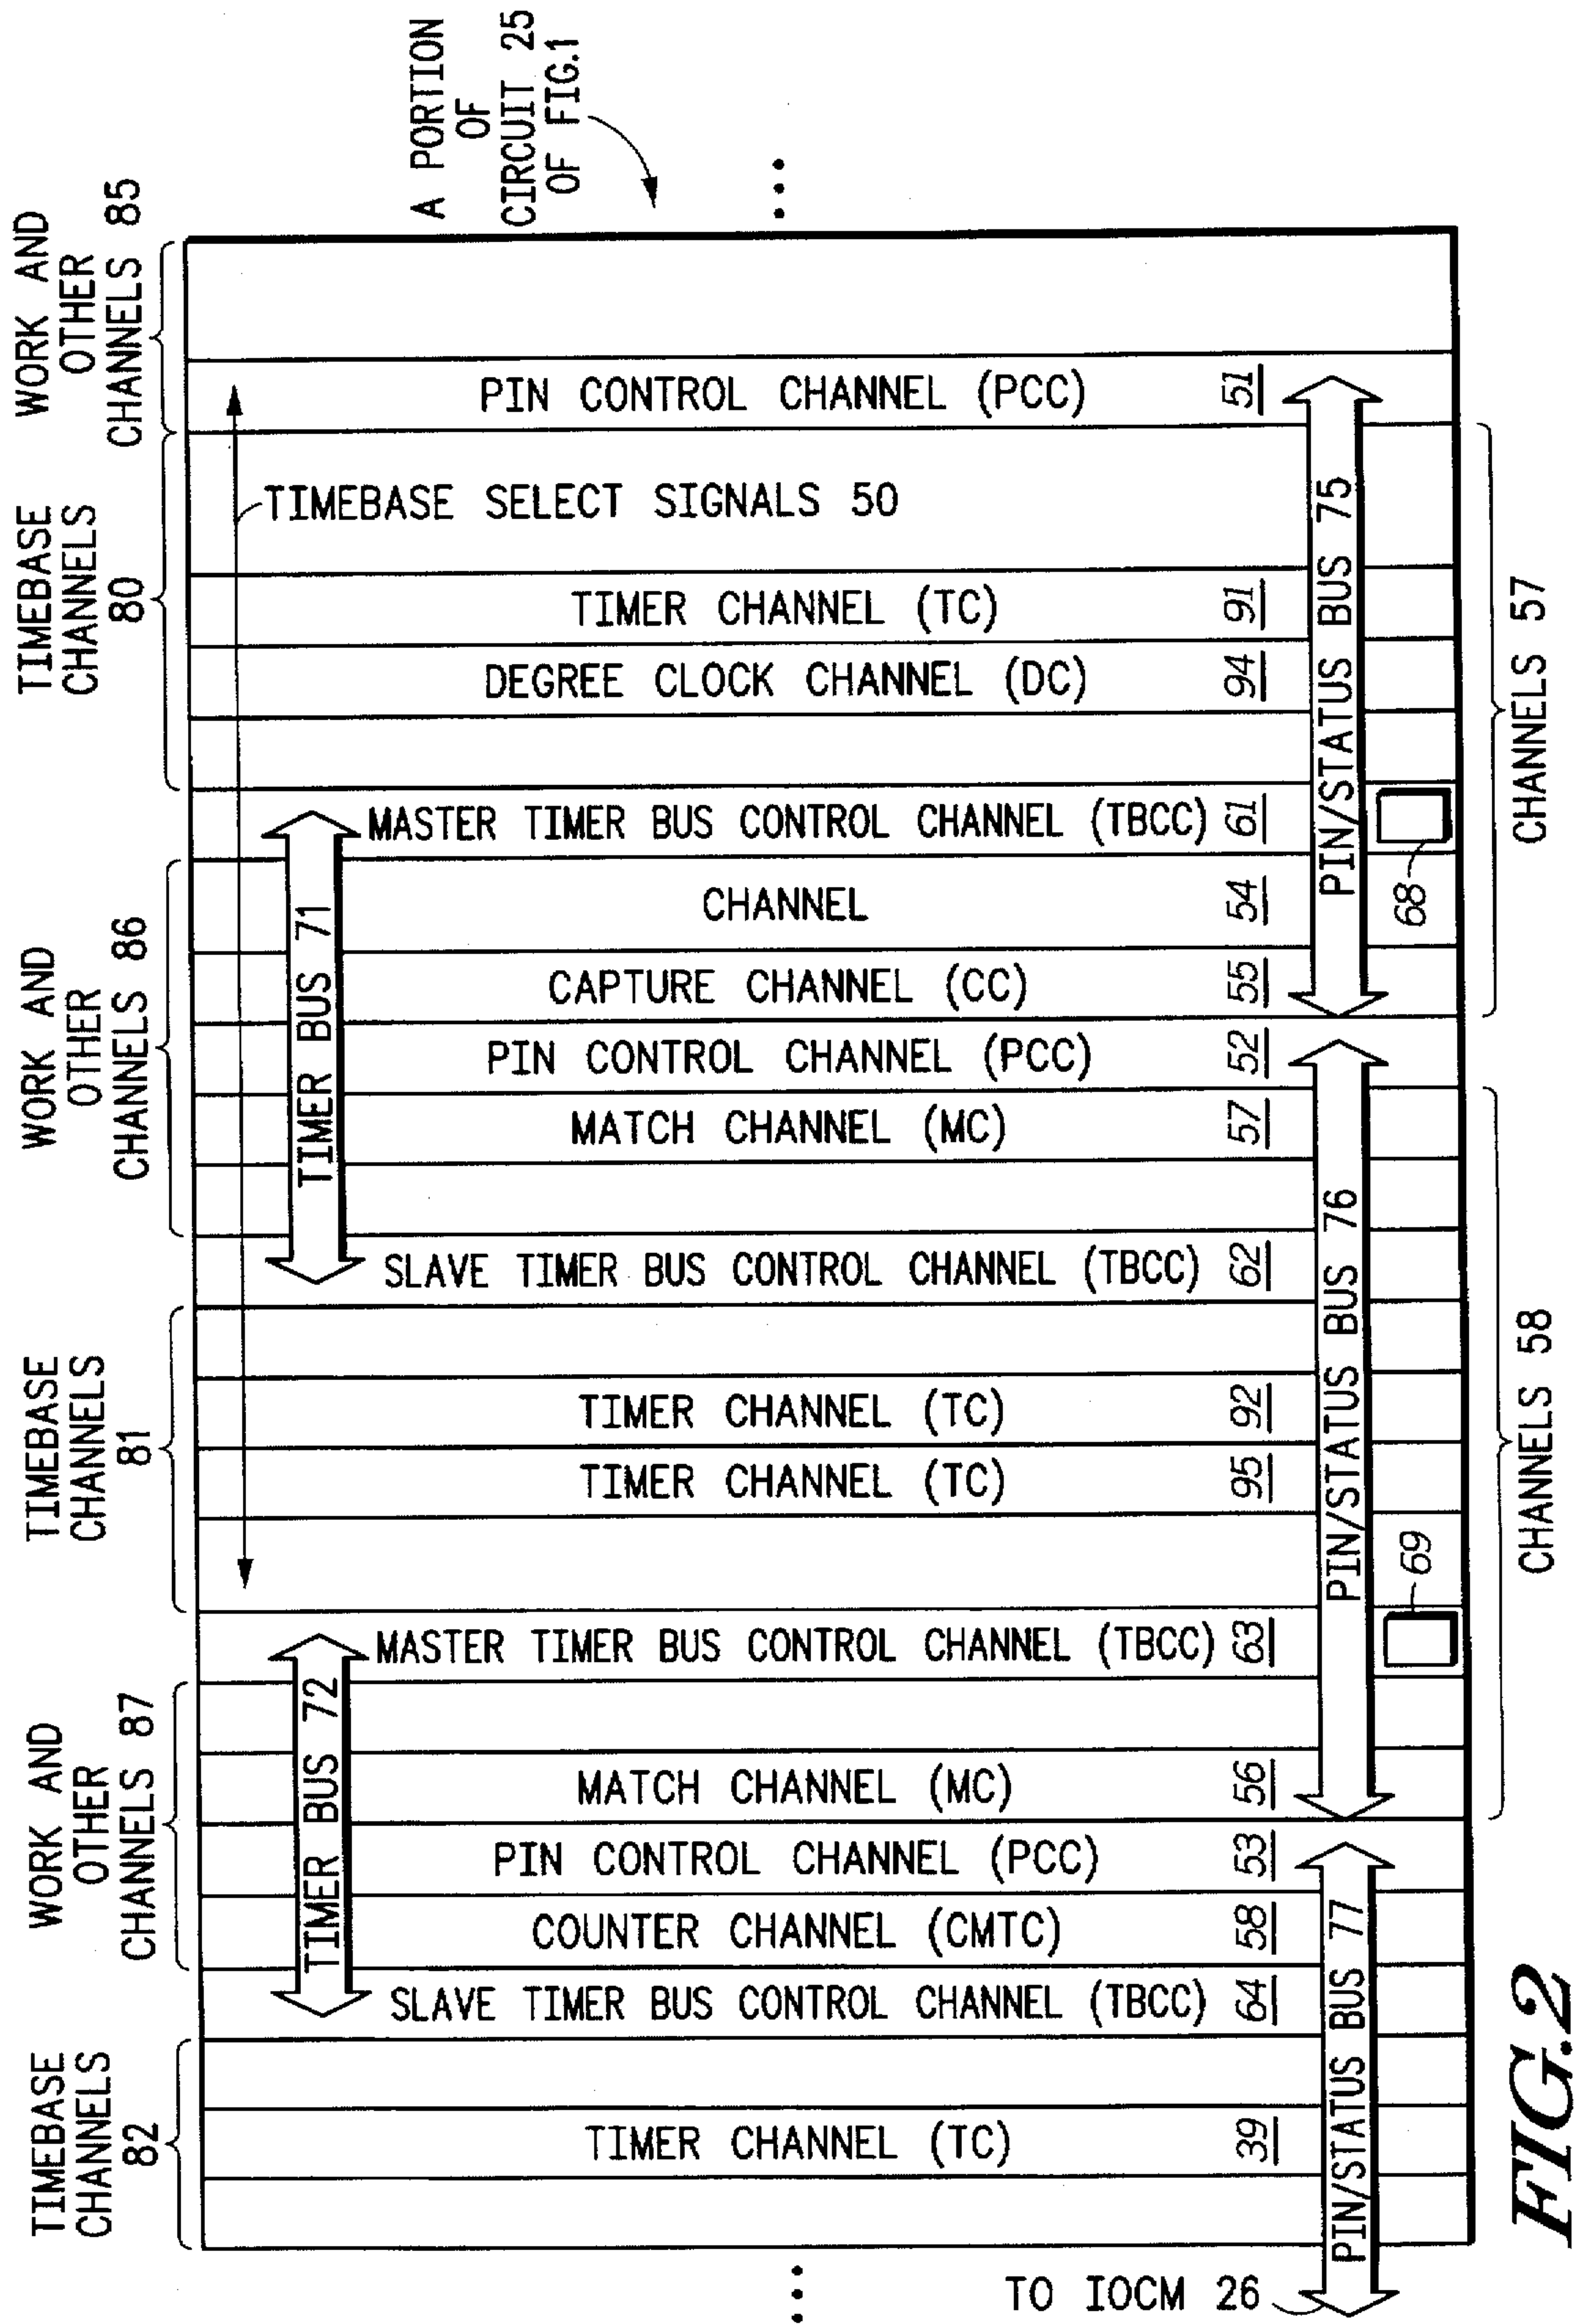 A PORTION
OF
CIRCUIT 25
OF FIG.1
WORK AND
OTHER
CHANNELS 85
TIMEBASE
CHANNELS
80
WORK AND
OTHER
CHANNELS 86
TIMEBASE
CHANNELS
81
WORK AND
OTHER
CHANNELS 87
TIMEBASE
CHANNELS
82
PIN CONTROL CHANNEL (PCC) 51
TIMEBASE SELECT SIGNALS 50
TIMER CHANNEL (TC) 91
DEGREE CLOCK CHANNEL (DC) 94
MASTER TIMER BUS CONTROL CHANNEL (TBCC) 61
CHANNEL 54
CAPTURE CHANNEL (CC) 55
PIN CONTROL CHANNEL (PCC) 52
MATCH CHANNEL (MC) 57
SLAVE TIMER BUS CONTROL CHANNEL (TBCC) 62
TIMER CHANNEL (TC) 92
TIMER CHANNEL (TC) 95
MASTER TIMER BUS CONTROL CHANNEL (TBCC) 63
MATCH CHANNEL (MC) 56
PIN CONTROL CHANNEL (PCC) 53
COUNTER CHANNEL (CMTC) 58
SLAVE TIMER BUS CONTROL CHANNEL (TBCC) 64
TIMER CHANNEL (TC) 39
TIMER BUS 71
TIMER BUS 72
PIN/STATUS BUS 75
PIN/STATUS BUS 76
PIN/STATUS BUS 77
68
69
CHANNELS 57
CHANNELS 58
...
...
TO IOCM 26
FIG.2